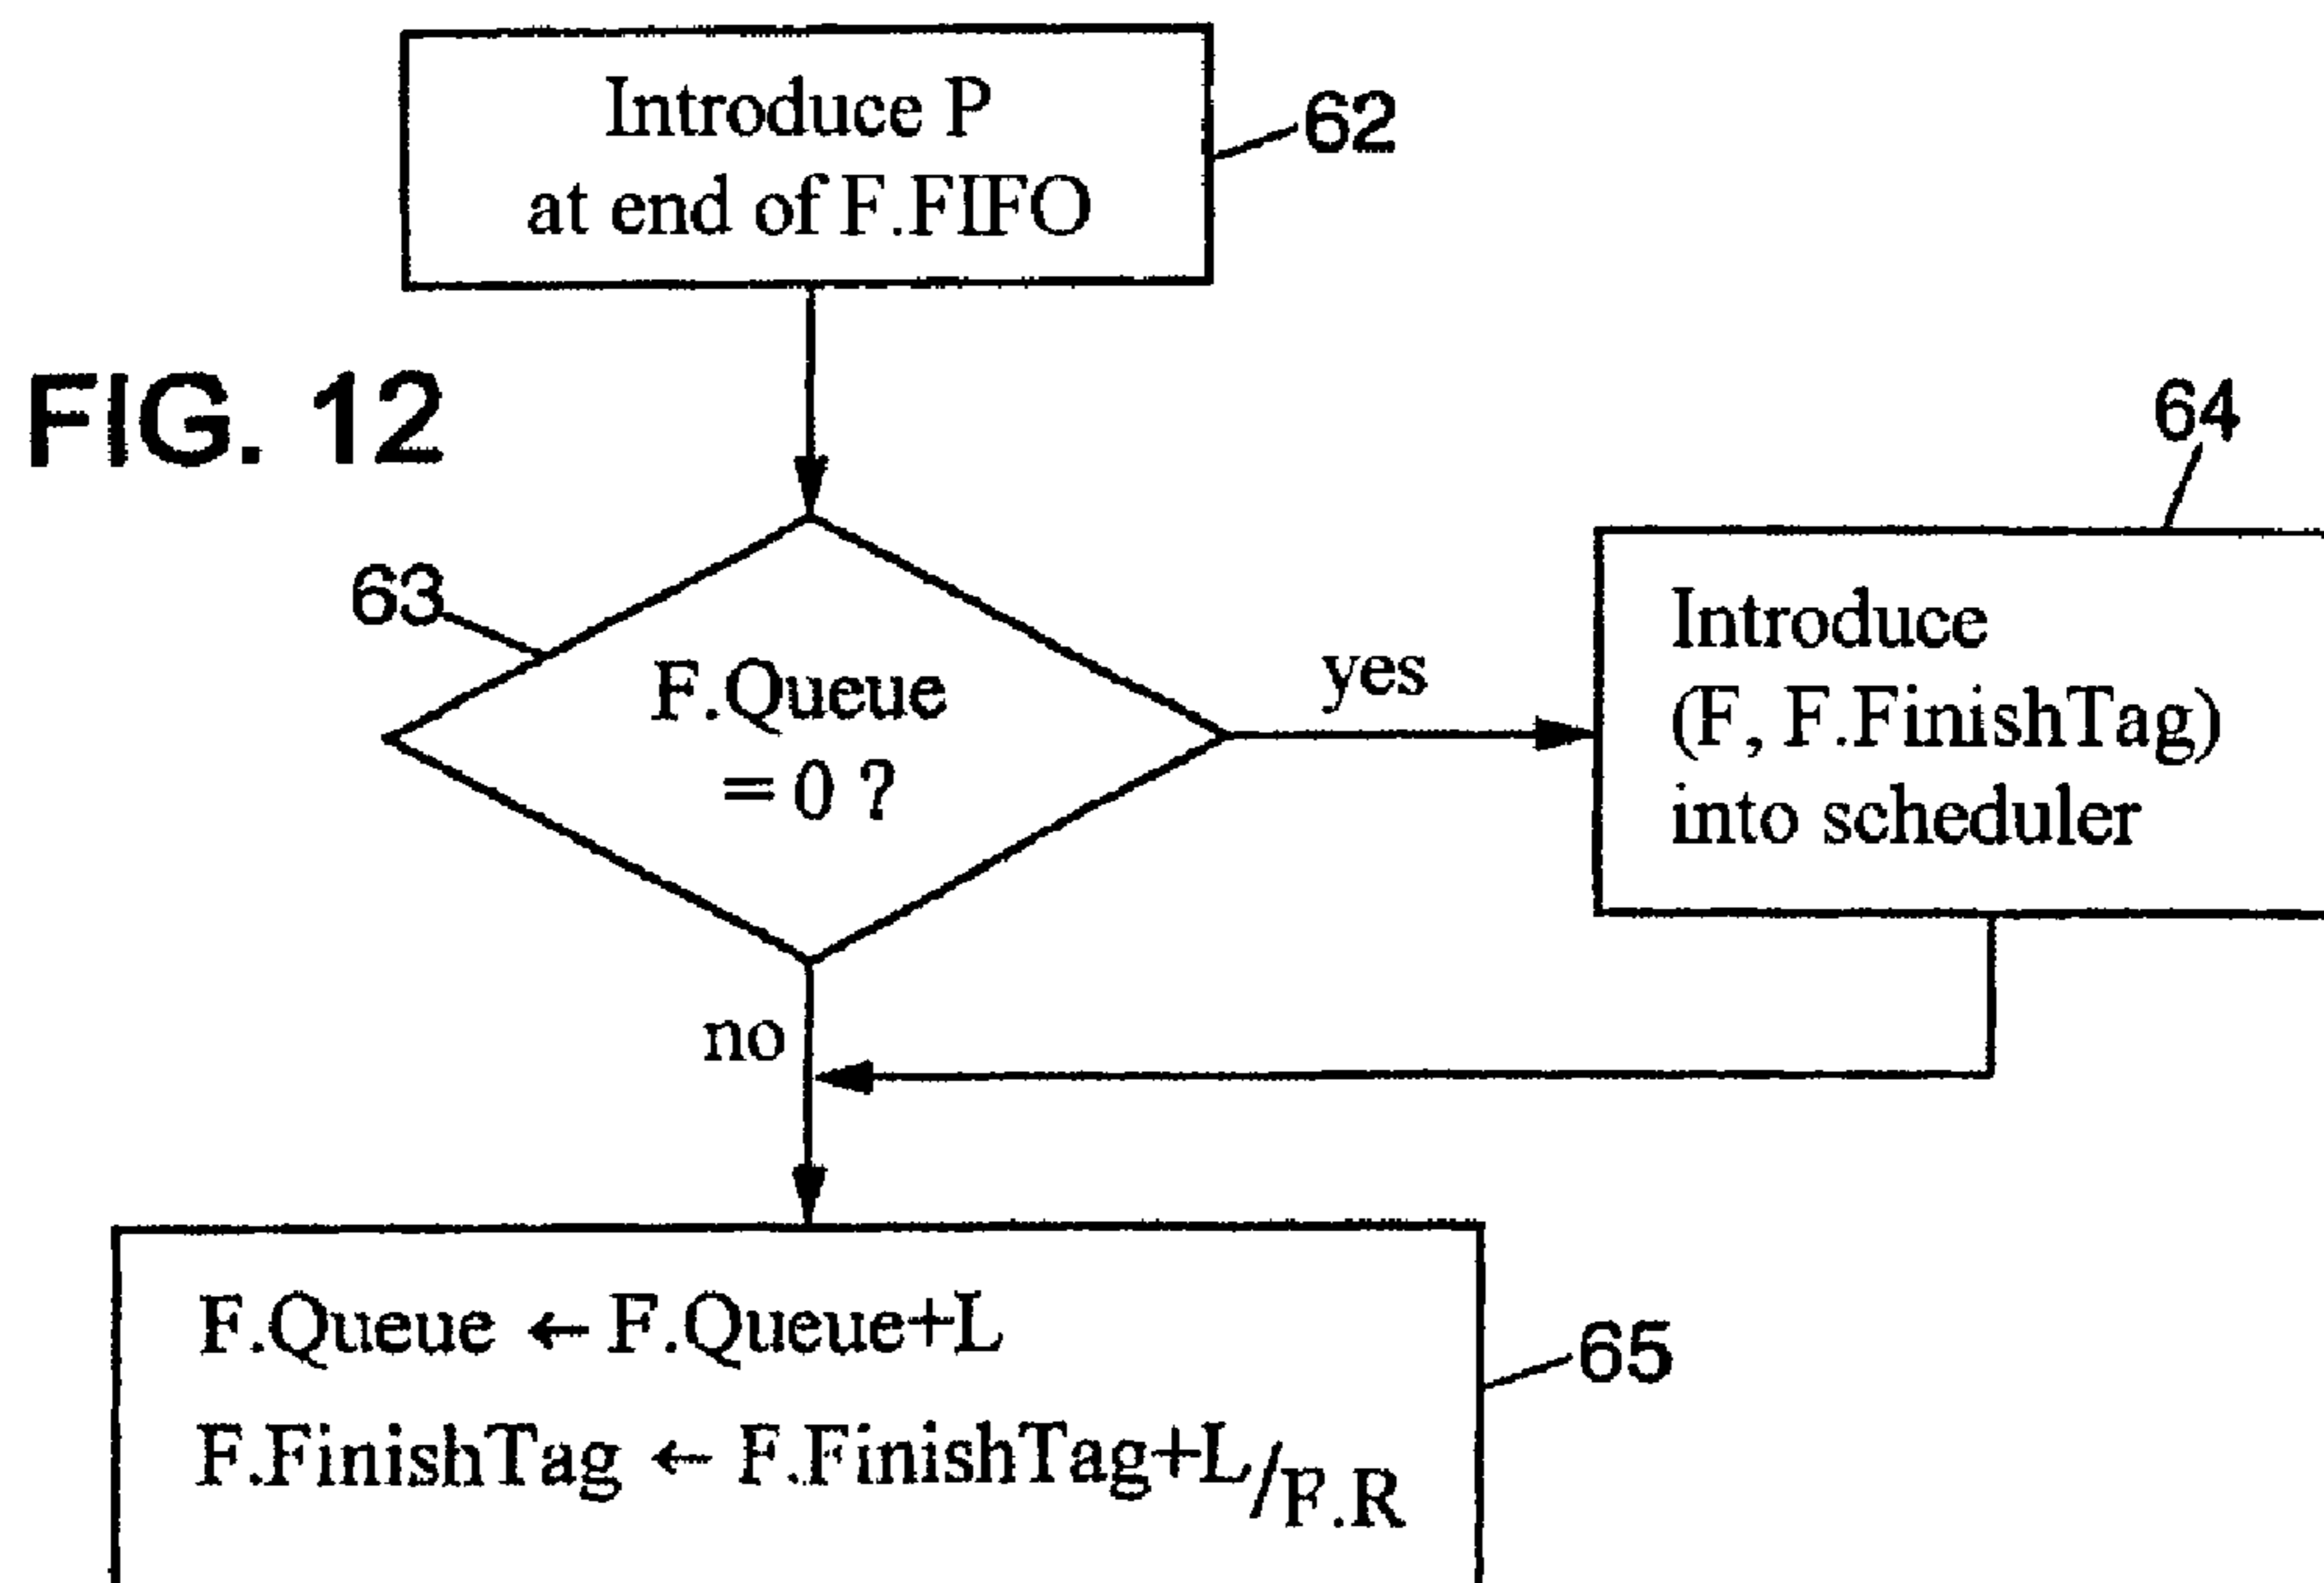 Introduce P
at end of F.FIFO
62
FIG. 12
64
63
F.Queue
= 0 ?
yes
Introduce
(F, F.FinishTag)
into scheduler
no
F.Queue ← F.Queue+L
F.FinishTag ← F.FinishTag+L/F.R
65